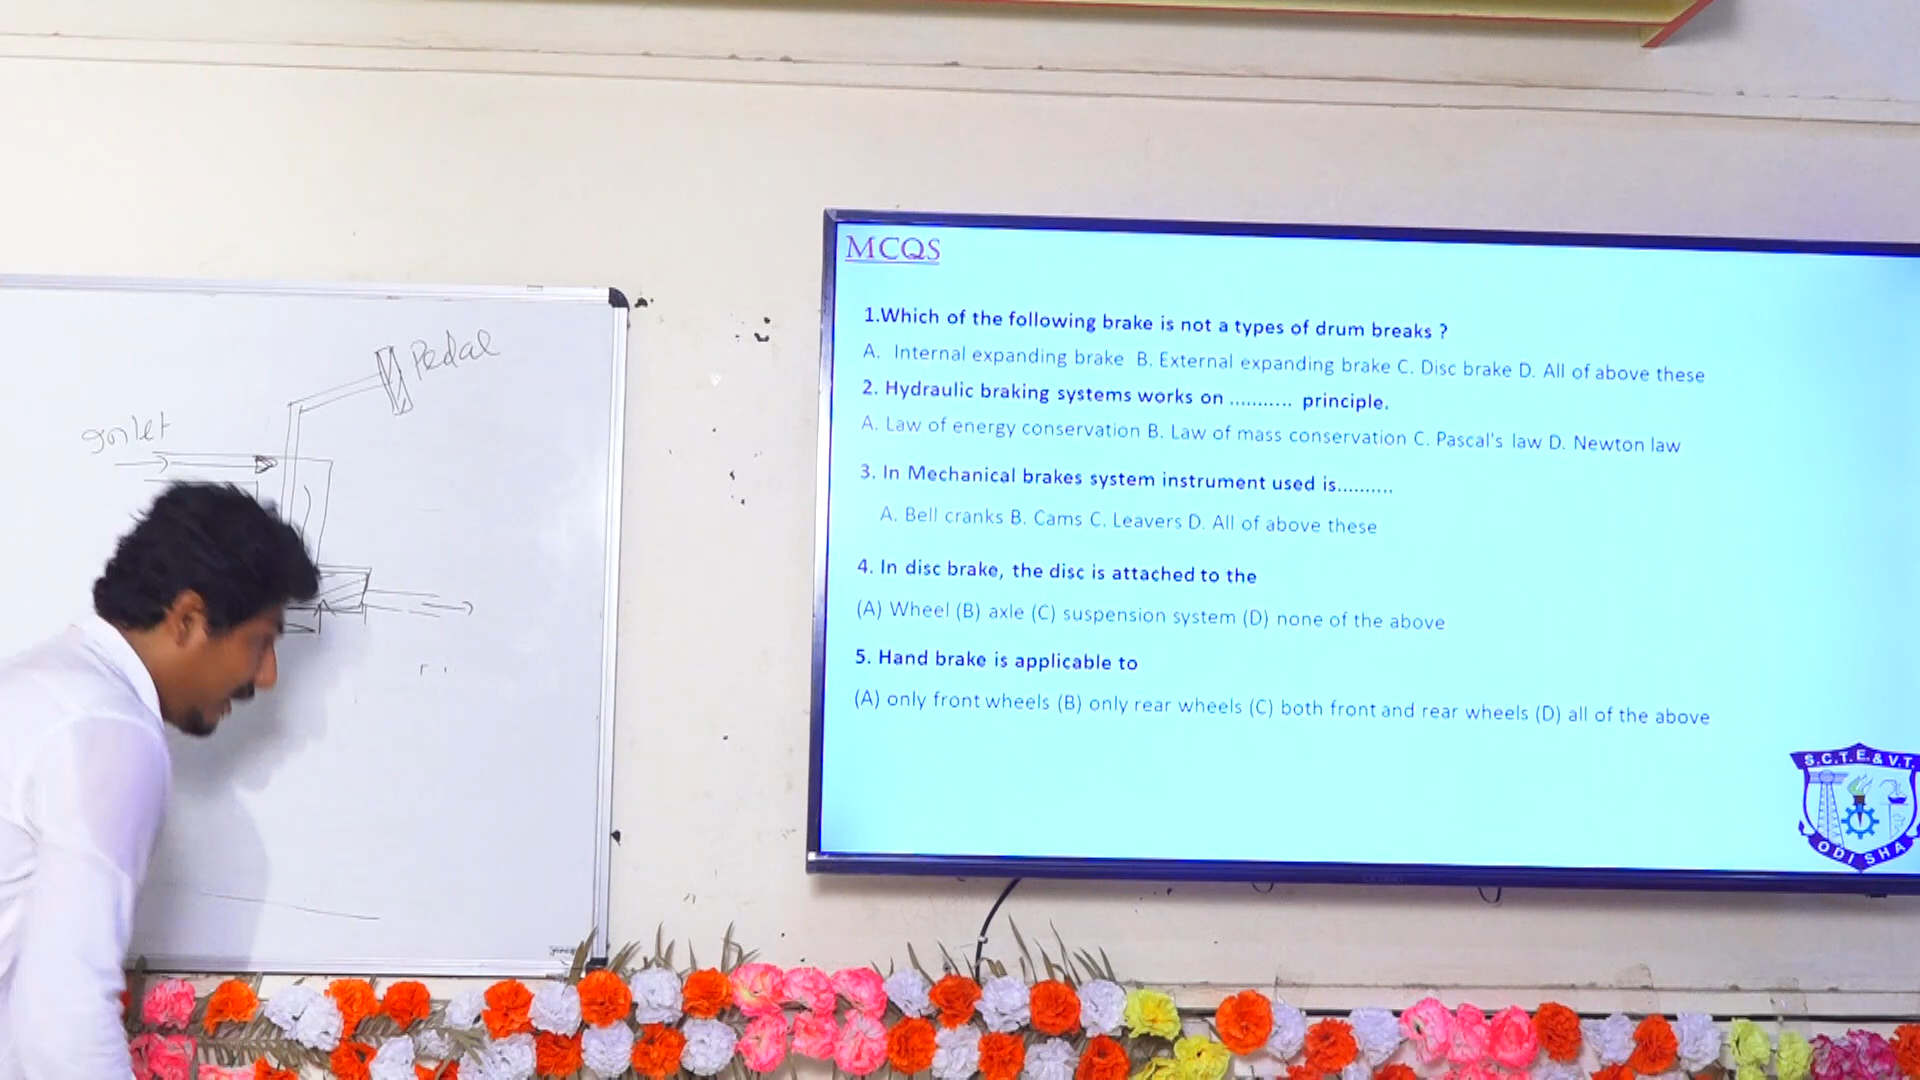 Pedal
gnlet
MCQS
1.Which of the following brake is not a types of drum breaks ?
A. Internal expanding brake B. External expanding brake C. Disc brake D. All of above these
2. Hydraulic braking systems works on ........... principle.
A. Law of energy conservation B. Law of mass conservation C. Pascal's law D. Newton law
3. In Mechanical brakes system instrument used is..........
A. Bell cranks B. Cams C. Leavers D. All of above these
4. In disc brake, the disc is attached to the
(A) Wheel (B) axle (C) suspension system (D) none of the above
5. Hand brake is applicable to
(A) only front wheels (B) only rear wheels (C) both front and rear wheels (D) all of the above
S.C.T.E.& V.T.
ODISHA